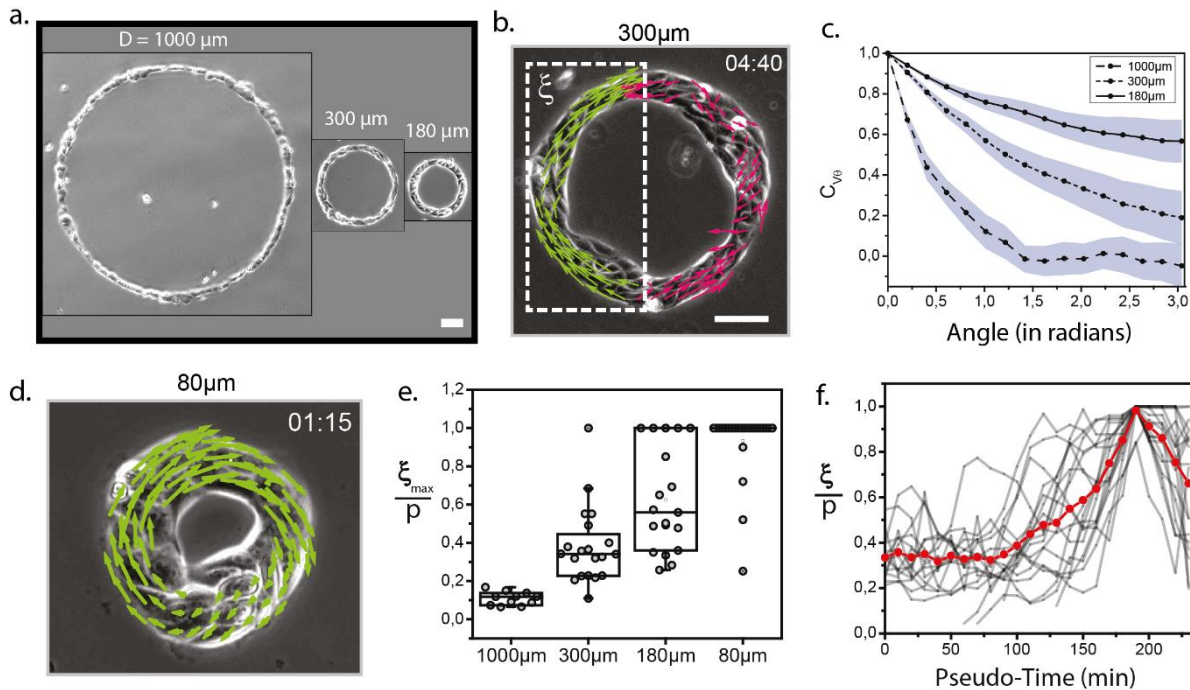 a.
D = 1000 µm
300 µm
180 µm
b.
300µm
04:40
ξ
c.
1,0
0,8
0,6
0,4
0,2
0,0
C_Vθ
1000µm
300µm
180µm
0,0 0,5 1,0 1,5 2,0 2,5 3,0
Angle (in radians)
d.
80µm
01:15
e.
1,2
1,0
0,8
0,6
0,4
0,2
0,0
ξmax
p
1000µm 300µm 180µm 80µm
f.
1,0
0,8
0,6
0,4
0,2
0,0
ξ
p
0 50 100 150 200
Pseudo-Time (min)